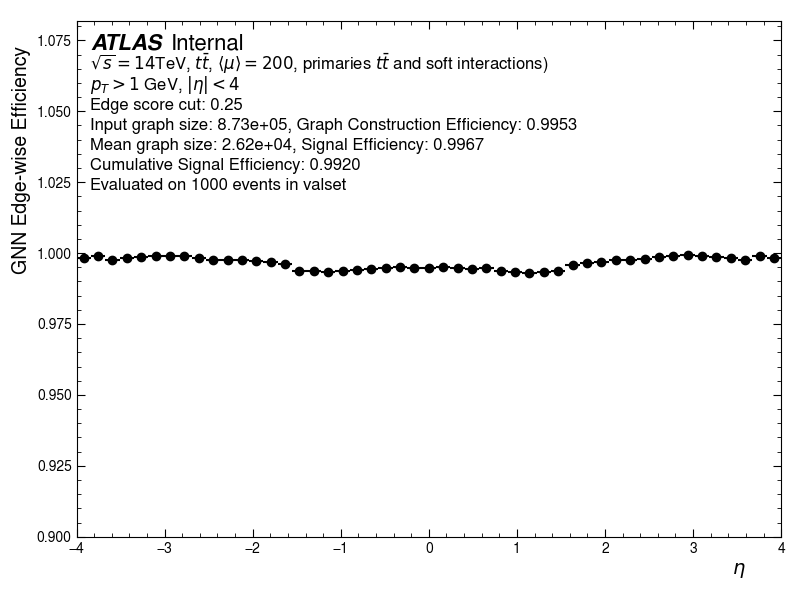 ATLAS Internal
√s = 14TeV, tt̄, ⟨μ⟩ = 200, primaries tt̄ and soft interactions)
p_T > 1 GeV, |η| < 4
Edge score cut: 0.25
Input graph size: 8.73e+05, Graph Construction Efficiency: 0.9953
Mean graph size: 2.62e+04, Signal Efficiency: 0.9967
Cumulative Signal Efficiency: 0.9920
Evaluated on 1000 events in valset
GNN Edge-wise Efficiency
1.075
1.050
1.025
1.000
0.975
0.950
0.925
0.900
−4 −3 −2 −1 0 1 2 3 4
η